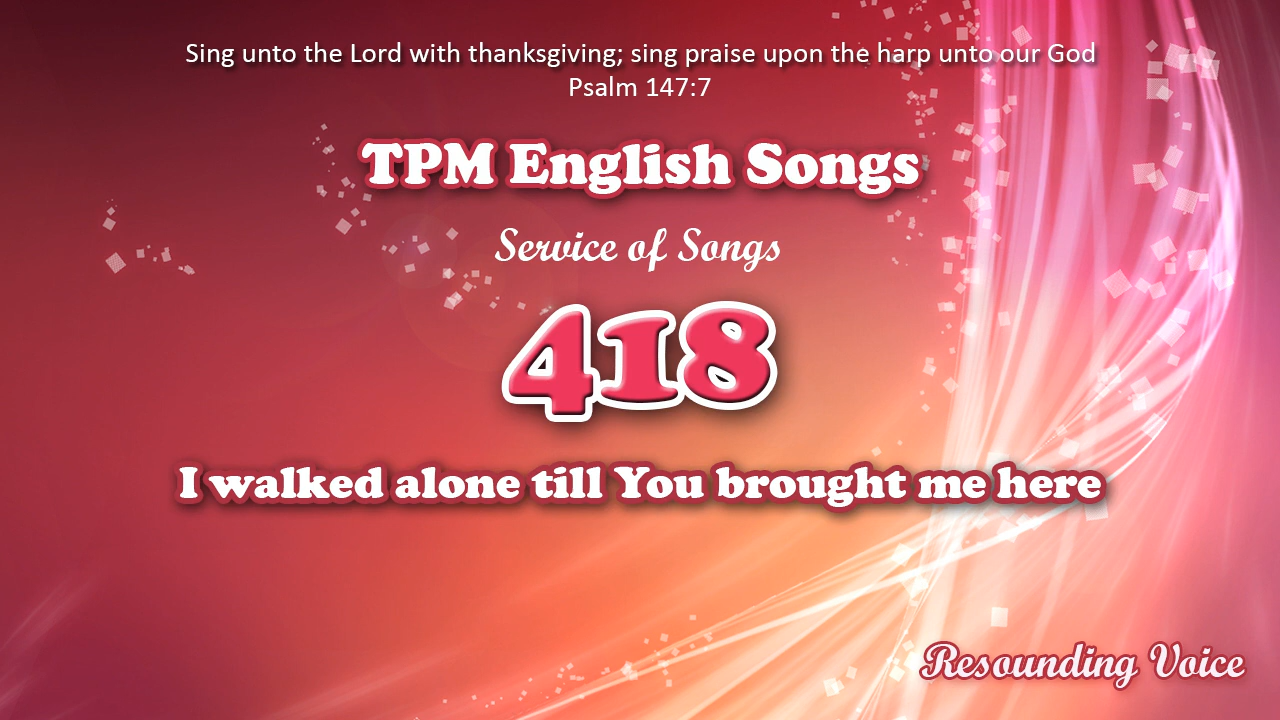 Sing unto the Lord with thanksgiving; sing praise upon the harp unto our God
Psalm 147:7
TPM English Songs
Service of Songs
418
I walked alone till You brought me here
Resounding Voice